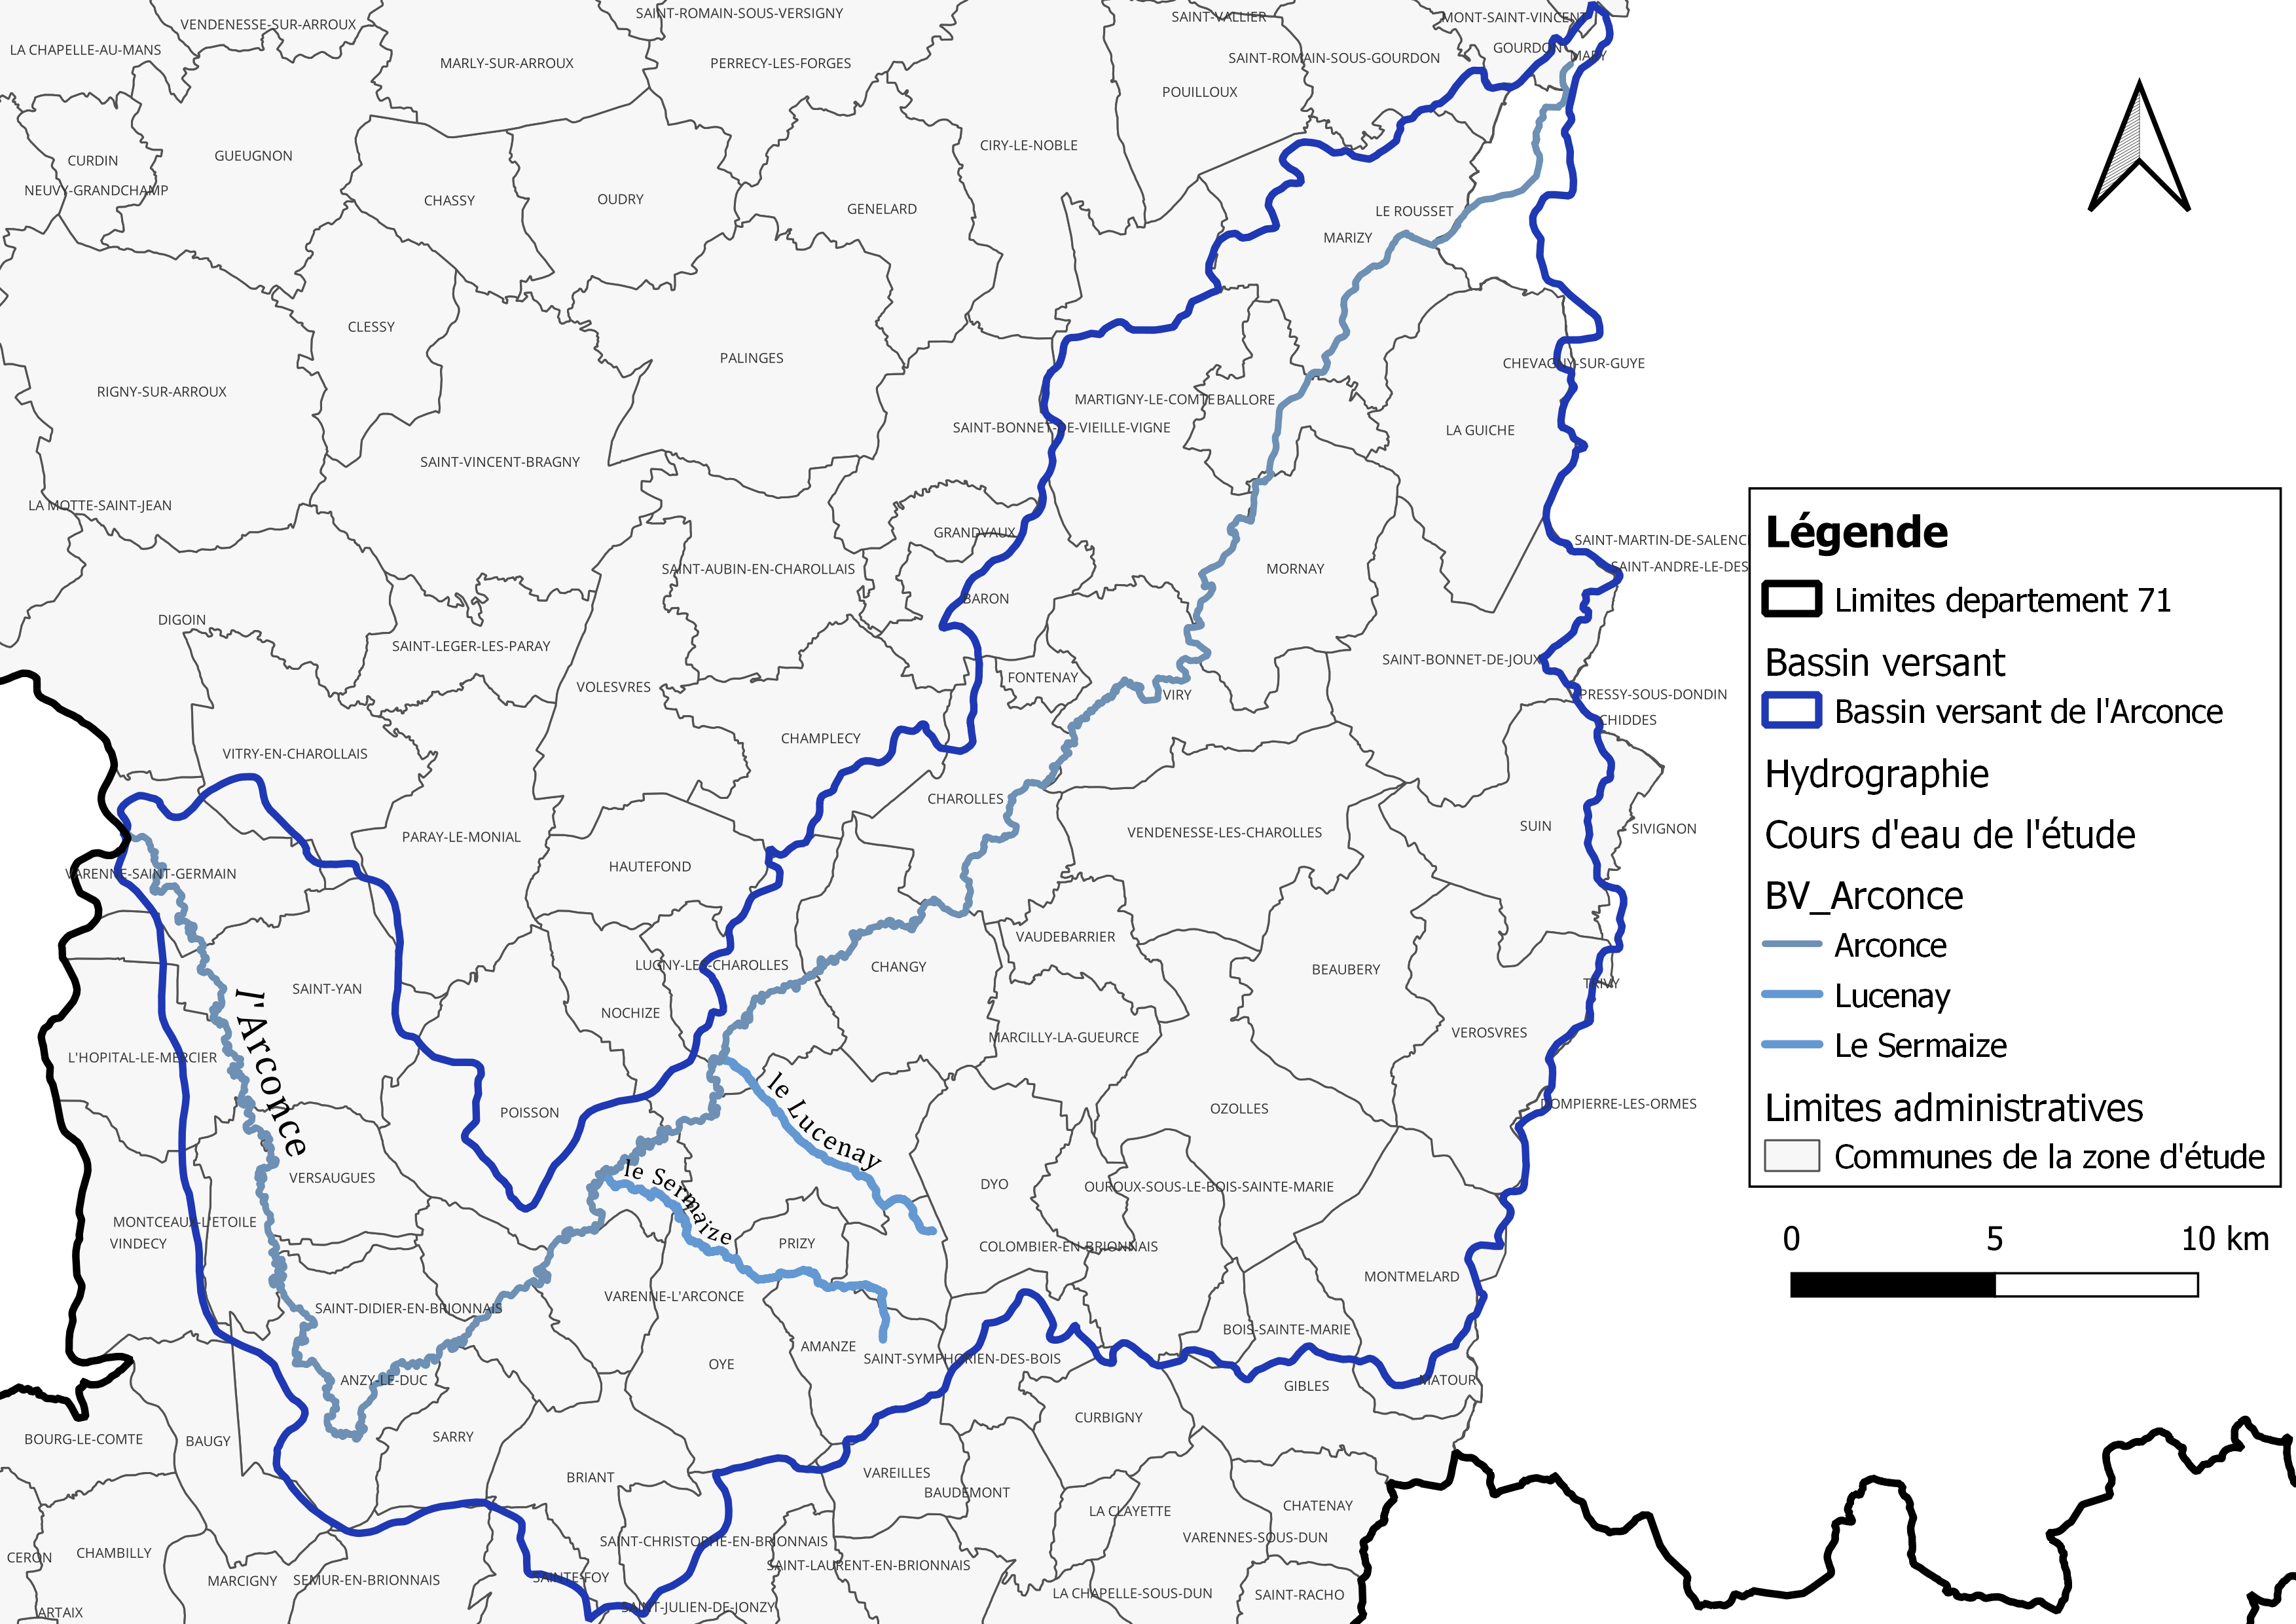 SAINT-ROMAIN-SOUS-VERSIGNY
SAINT-VALLIER
MONT-SAINT-VINCENT
VENDENESSE-SUR-ARROUX
LA CHAPELLE-AU-MANS
GOURDON
MARY
SAINT-ROMAIN-SOUS-GOURDON
MARLY-SUR-ARROUX
PERRECY-LES-FORGES
POUILLOUX
CIRY-LE-NOBLE
CURDIN
GUEUGNON
NEUVY-GRANDCHAMP
CHASSY
OUDRY
GENELARD
LE ROUSSET
MARIZY
CLESSY
PALINGES
CHEVAGNY-SUR-GUYE
RIGNY-SUR-ARROUX
MARTIGNY-LE-COMTE
BALLORE
SAINT-BONNET-DE-VIEILLE-VIGNE
LA GUICHE
SAINT-VINCENT-BRAGNY
LA MOTTE-SAINT-JEAN
GRANDVAUX
SAINT-MARTIN-DE-SALENC
SAINT-ANDRE-LE-DES
SAINT-AUBIN-EN-CHAROLLAIS
MORNAY
BARON
DIGOIN
SAINT-LEGER-LES-PARAY
SAINT-BONNET-DE-JOUX
FONTENAY
VOLESVRES
VIRY
PRESSY-SOUS-DONDIN
CHIDDES
CHAMPLECY
VITRY-EN-CHAROLLAIS
CHAROLLES
PARAY-LE-MONIAL
VENDENESSE-LES-CHAROLLES
SUIN
SIVIGNON
HAUTEFOND
VARENNE-SAINT-GERMAIN
VAUDEBARRIER
LUGNY-LES-CHAROLLES
CHANGY
BEAUBERY
TRIVY
SAINT-YAN
NOCHIZE
MARCILLY-LA-GUEURCE
VEROSVRES
L'HOPITAL-LE-MERCIER
l'Arconce
POISSON
le Lucenay
OZOLLES
DOMPIERRE-LES-ORMES
VERSAUGUES
le Sermaize
DYO
OUROUX-SOUS-LE-BOIS-SAINTE-MARIE
MONTCEAUX-L'ETOILE
VINDECY
PRIZY
COLOMBIER-EN-BRIONNAIS
MONTMELARD
VARENNE-L'ARCONCE
SAINT-DIDIER-EN-BRIONNAIS
BOIS-SAINTE-MARIE
AMANZE
SAINT-SYMPHORIEN-DES-BOIS
OYE
ANZY-LE-DUC
MATOUR
GIBLES
CURBIGNY
BOURG-LE-COMTE
BAUGY
SARRY
BRIANT
VAREILLES
BAUDEMONT
LA CLAYETTE
CHATENAY
VARENNES-SOUS-DUN
SAINT-CHRISTOPHE-EN-BRIONNAIS
SAINT-LAURENT-EN-BRIONNAIS
CERON
CHAMBILLY
MARCIGNY
SEMUR-EN-BRIONNAIS
SAINTE-FOY
LA CHAPELLE-SOUS-DUN
SAINT-RACHO
SAINT-JULIEN-DE-JONZY
ARTAIX
Légende
Limites departement 71
Bassin versant
Bassin versant de l'Arconce
Hydrographie
Cours d'eau de l'étude
BV_Arconce
Arconce
Lucenay
Le Sermaize
Limites administratives
Communes de la zone d'étude
0 5 10 km